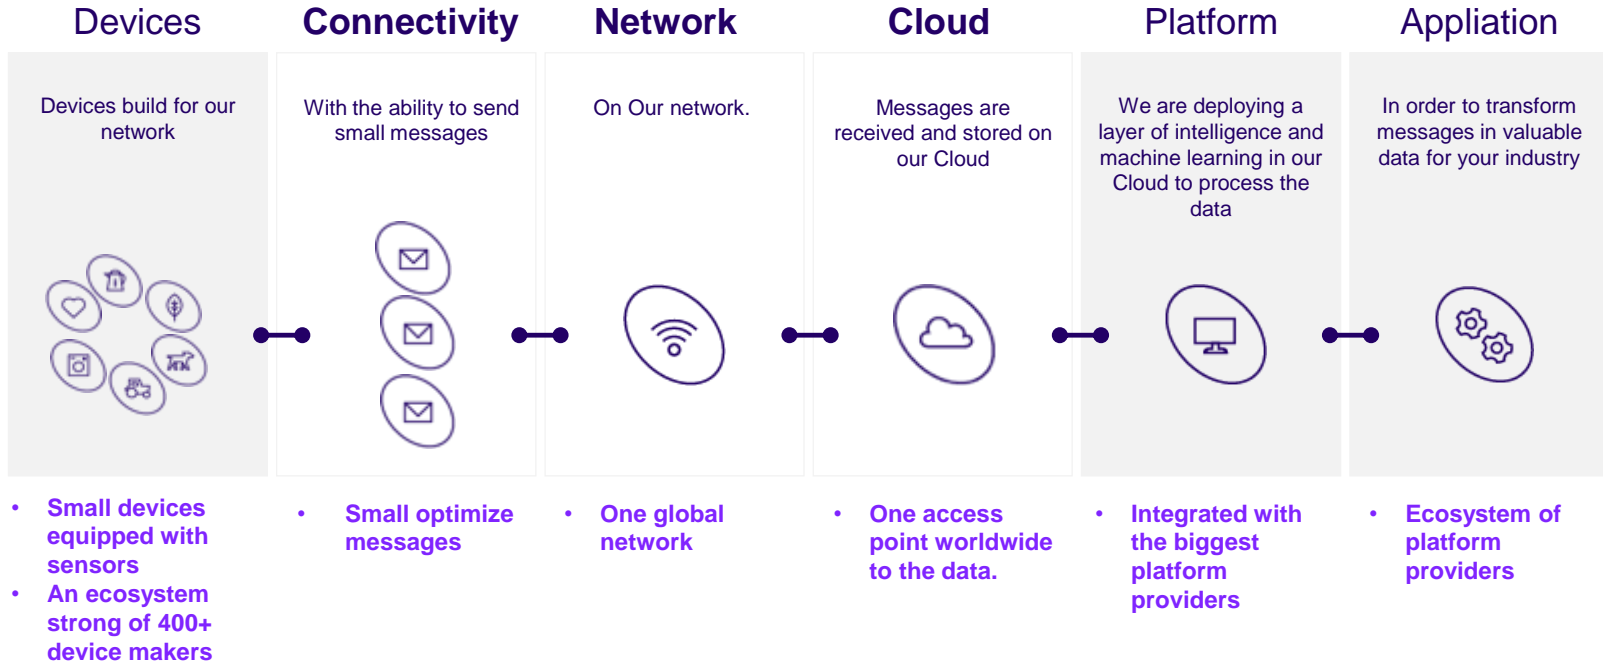 Devices
Connectivity
Network
Cloud
Platform
Appliation
Devices build for our
network
With the ability to send
small messages
On Our network.
Messages are
received and stored on
our Cloud
We are deploying a
layer of intelligence and
machine learning in our
Cloud to process the
data
In order to transform
messages in valuable
data for your industry
• Small devices
equipped with
sensors
• An ecosystem
strong of 400+
device makers
• Small optimize
messages
• One global
network
• One access
point worldwide
to the data.
• Integrated with
the biggest
platform
providers
• Ecosystem of
platform
providers